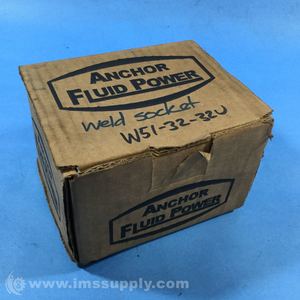 ANCHOR
FLUID POWER
Weld Socket
W51-32-32U
ANCHOR
FLUID POWER
© www.imssupply.com